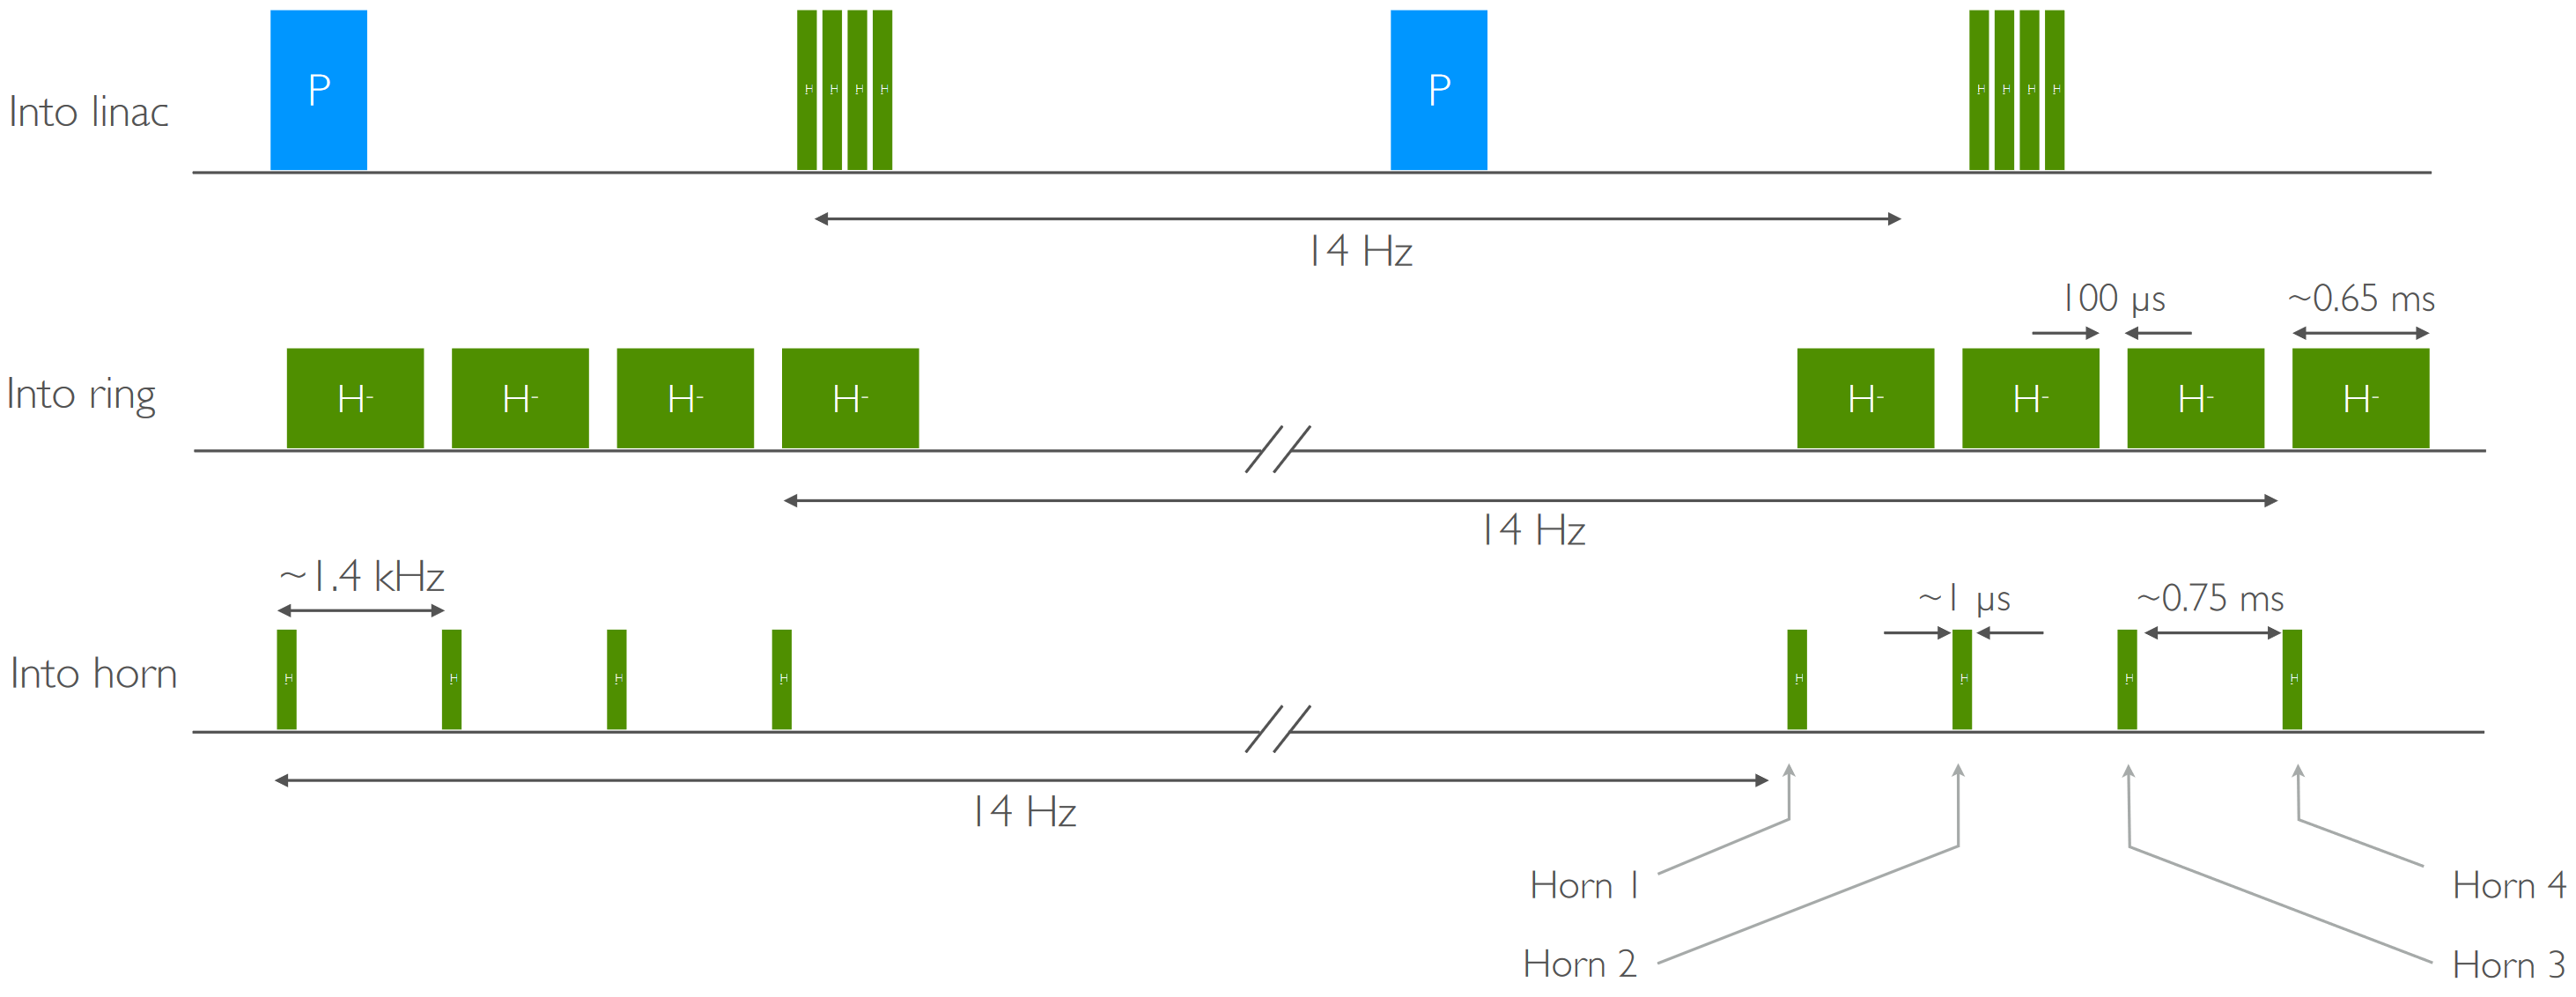 P
H-
H-
H-
H-
P
H-
H-
H-
H-
Into linac
14 Hz
100 µs
~0.65 ms
Into ring
H-
H-
H-
H-
H-
H-
H-
H-
14 Hz
~1.4 kHz
~1 µs
~0.75 ms
Into horn
H-
H-
H-
H-
H-
H-
H-
H-
14 Hz
Horn 1
Horn 4
Horn 2
Horn 3